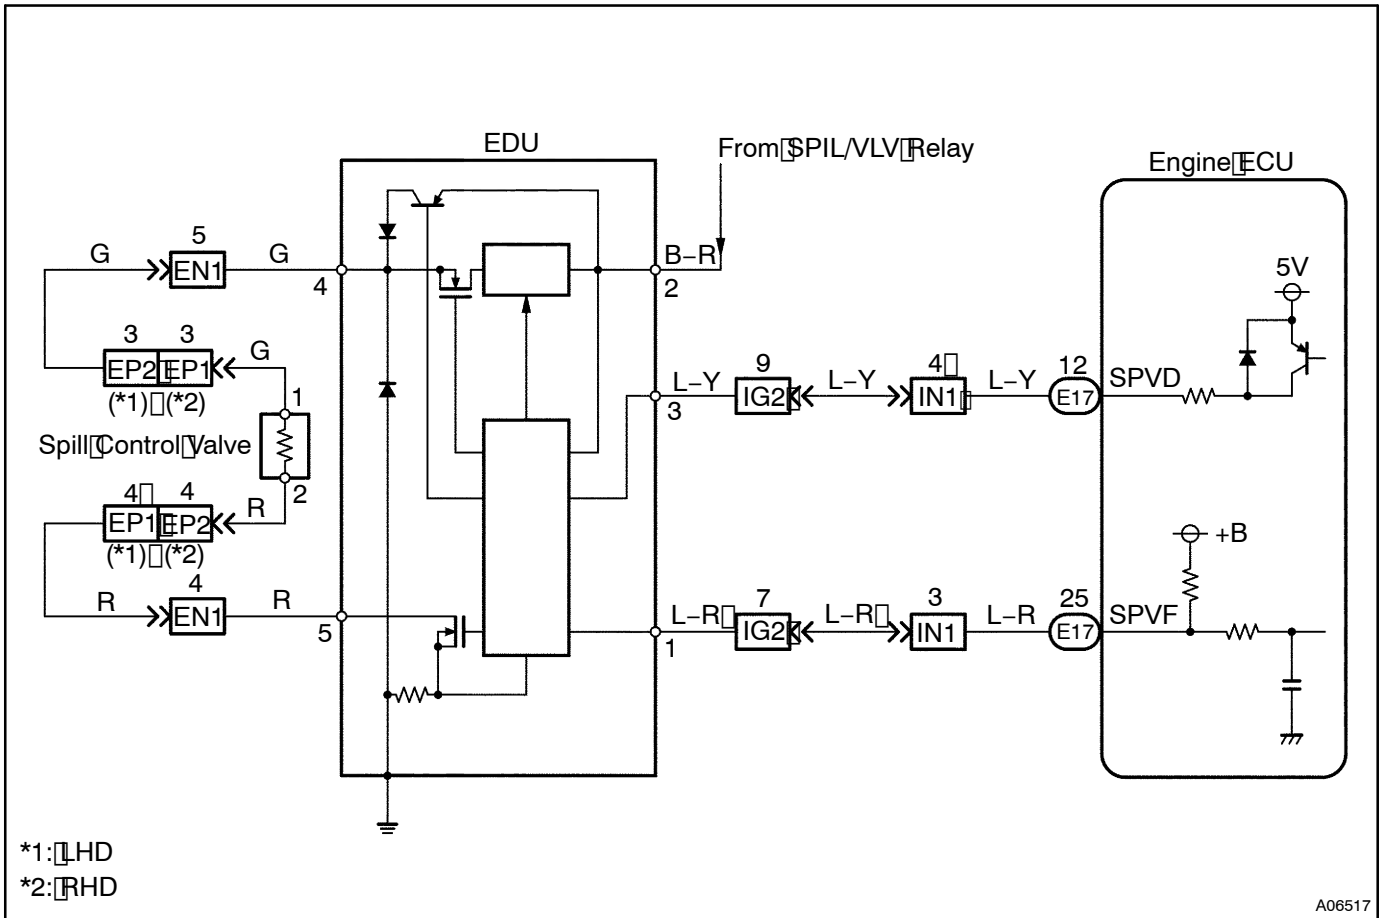 EDU
From SPIL/VLV Relay
Engine ECU
5
G
EN1
G
4
B–R
2
5V
3 3
EP2 EP1
G
(*1) (*2)
1
Spill Control Valve
2
L–Y
3
9
IG2
L–Y
4
IN1
L–Y
12
E17
SPVD
4 4
EP1 EP2
R
(*1) (*2)
+B
4
R
EN1
R
5
L–R
1
7
IG2
L–R
3
IN1
L–R
25
E17
SPVF
*1: LHD
*2: RHD
A06517